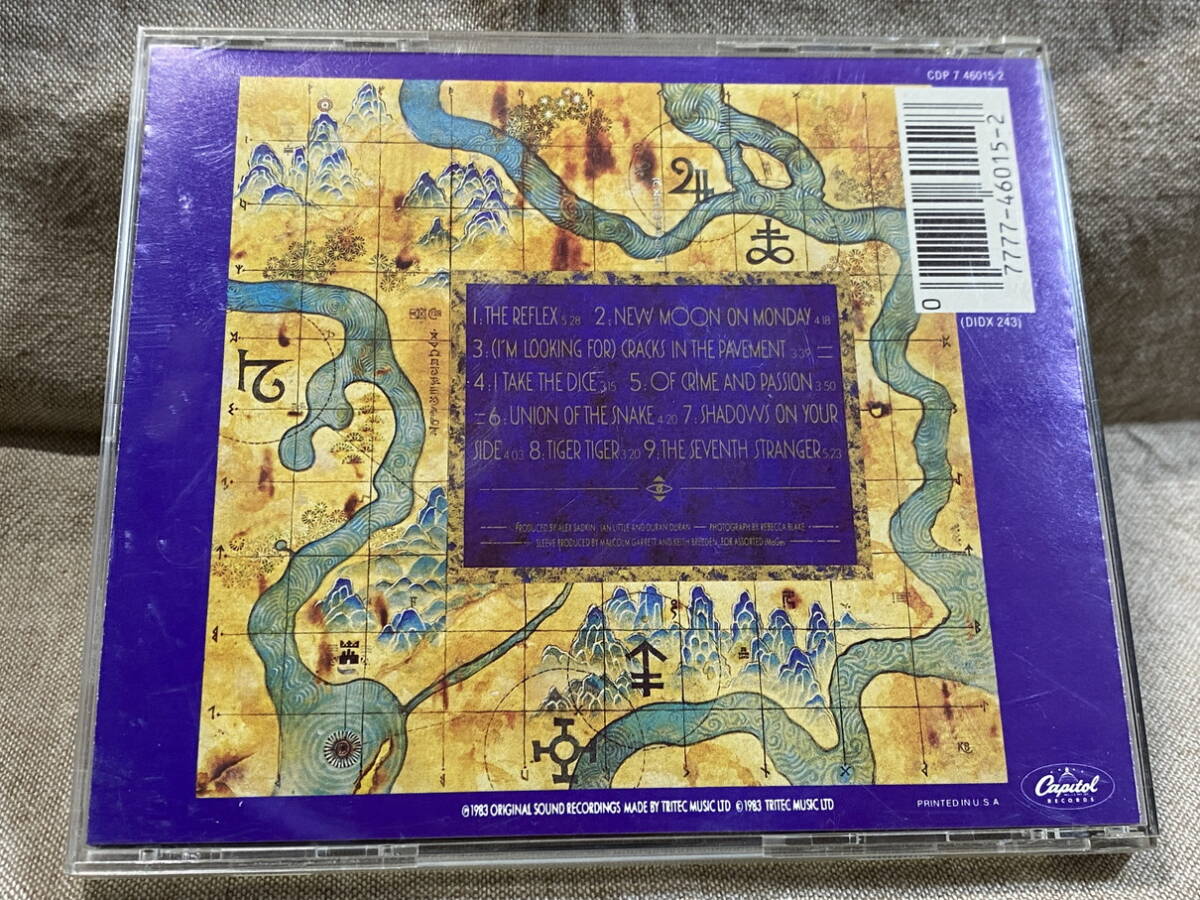 CDP 7 46015 2
0 7777-46015-2
(DIDX 243)
1: THE REFLEX 5:28 2: NEW MOON ON MONDAY 4:18
3: (I'M LOOKING FOR) CRACKS IN THE PAVEMENT 3:39
4: I TAKE THE DICE 3:15 5: OF CRIME AND PASSION 3:50
6: UNION OF THE SNAKE 4:20 7: SHADOWS ON YOUR
SIDE 4:03 8: TIGER TIGER 3:20 9: THE SEVENTH STRANGER 5:23
PRODUCED BY ALEX SADKIN, IAN LITTLE AND DURAN DURAN — PHOTOGRAPH BY REBECCA BLAKE
SLEEVE PRODUCED BY MALCOLM GARRETT AND KEITH BREEDEN, FOR ASSORTED iMaGes
KB
℗ 1983 ORIGINAL SOUND RECORDINGS MADE BY TRITEC MUSIC LTD © 1983 TRITEC MUSIC LTD
PRINTED IN U.S.A
Capitol
RECORDS